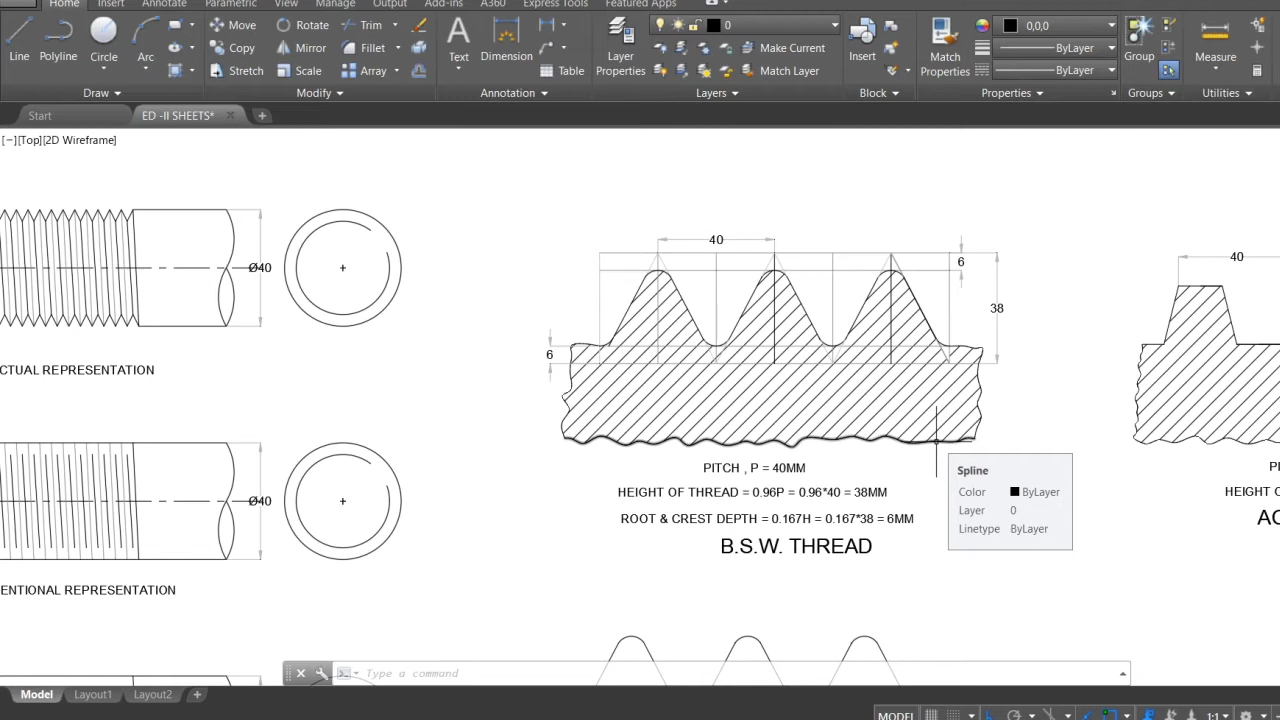 Home Insert Annotate Parametric View Manage Output Add-ins A360 Express Tools Featured Apps
Line Polyline Circle Arc
Move Rotate Trim
Copy Mirror Fillet
Stretch Scale Array
Text Dimension Table
Layer Properties
0
Make Current
Match Layer
Insert
Match Properties
0,0,0
ByLayer
ByLayer
Group
Measure
Draw Modify Annotation Layers Block Properties Groups Utilities
Start ED -II SHEETS*
[−][Top][2D Wireframe]
40
6
38
6
40
Ø40
CTUAL REPRESENTATION
Ø40
ENTIONAL REPRESENTATION
PITCH , P = 40MM
HEIGHT OF THREAD = 0.96P = 0.96*40 = 38MM
ROOT & CREST DEPTH = 0.167H = 0.167*38 = 6MM
B.S.W. THREAD
Spline
Color ByLayer
Layer 0
Linetype ByLayer
PI
HEIGHT O
AC
Type a command
Model Layout1 Layout2
MODEL 1:1